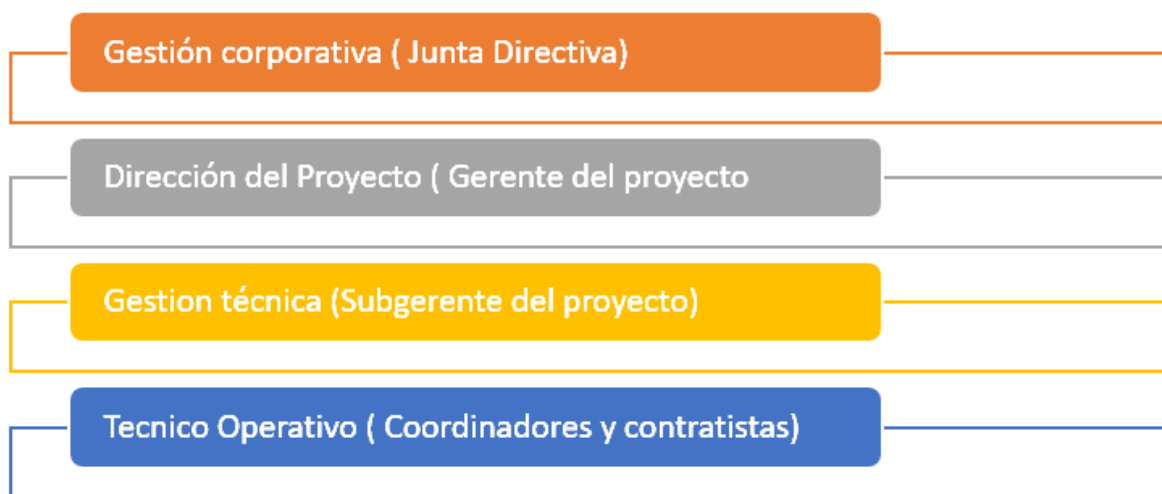 Gestión corporativa ( Junta Directiva)
Dirección del Proyecto ( Gerente del proyecto
Gestion técnica (Subgerente del proyecto)
Tecnico Operativo ( Coordinadores y contratistas)